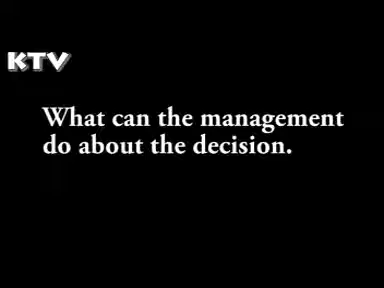 KTV
What can the management
do about the decision.